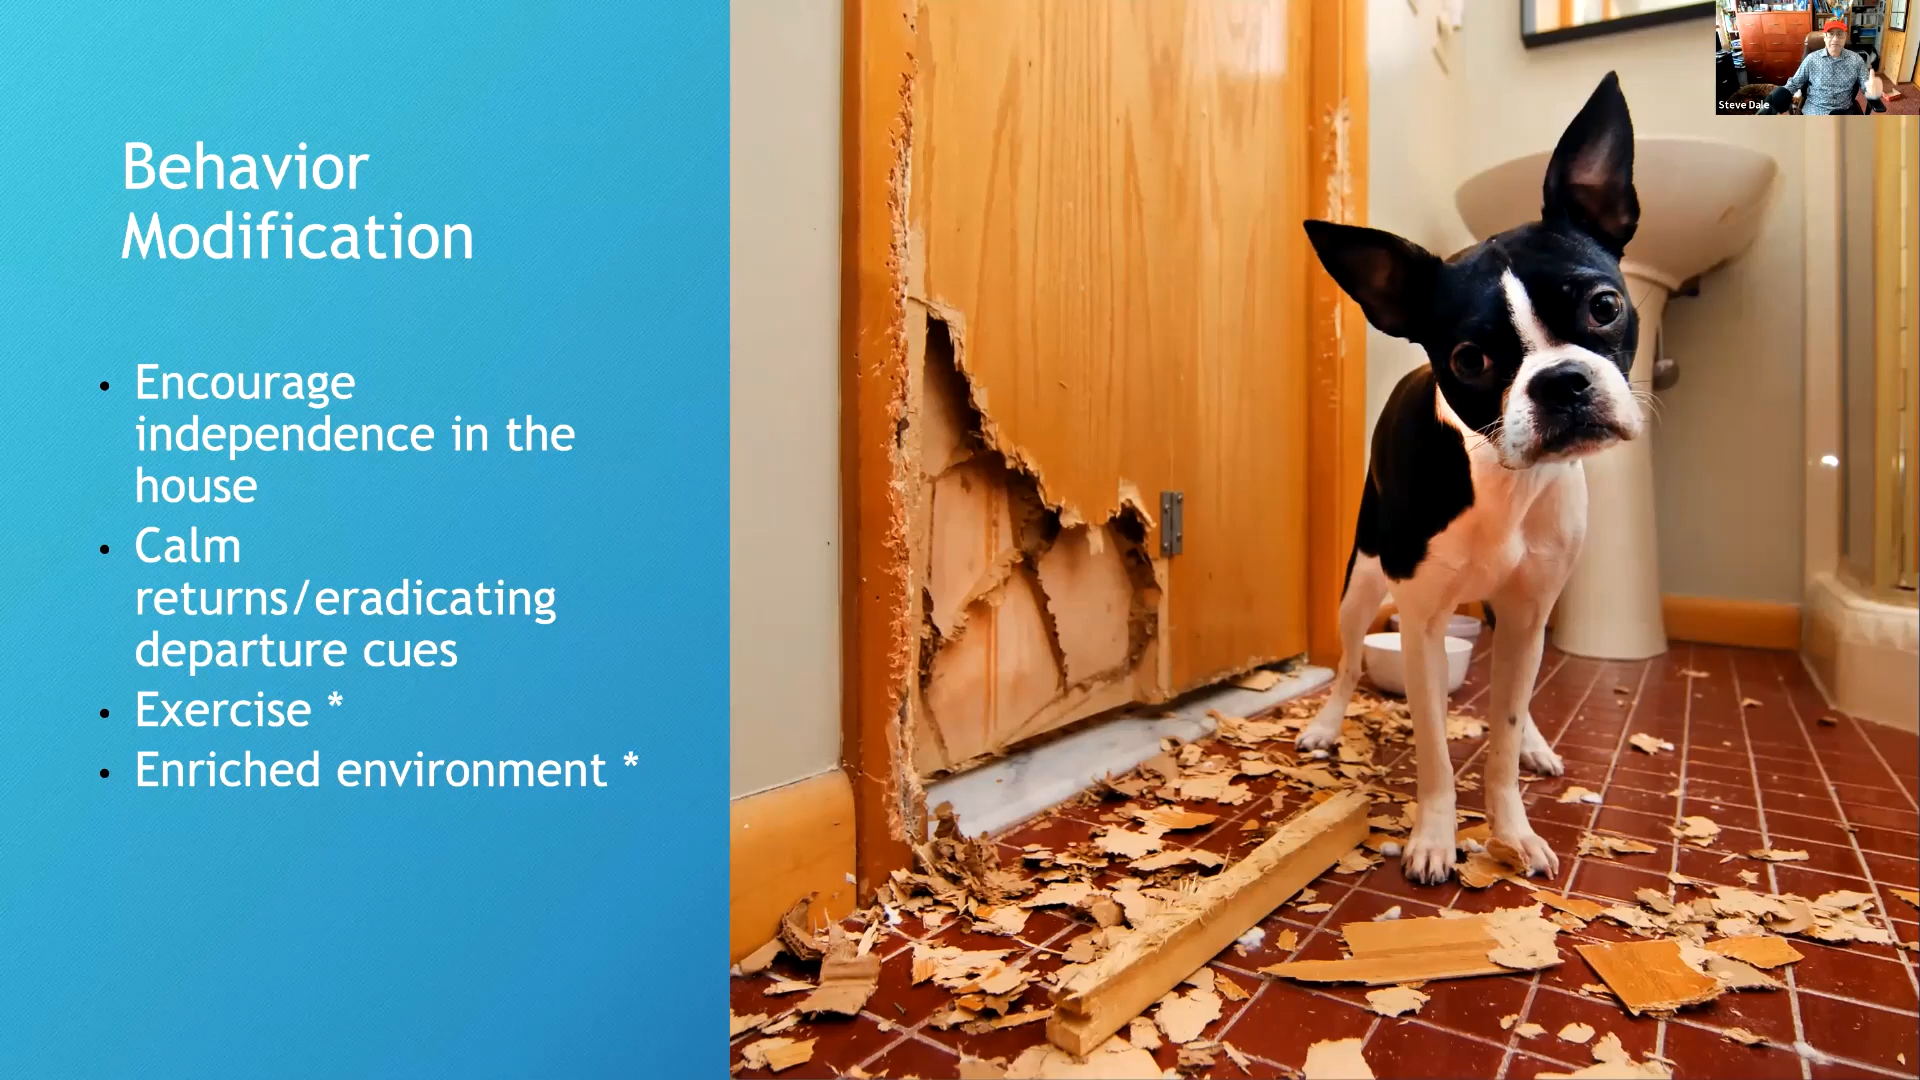 Steve Dale
Behavior
Modification
• Encourage
independence in the
house
• Calm
returns/eradicating
departure cues
• Exercise *
• Enriched environment *